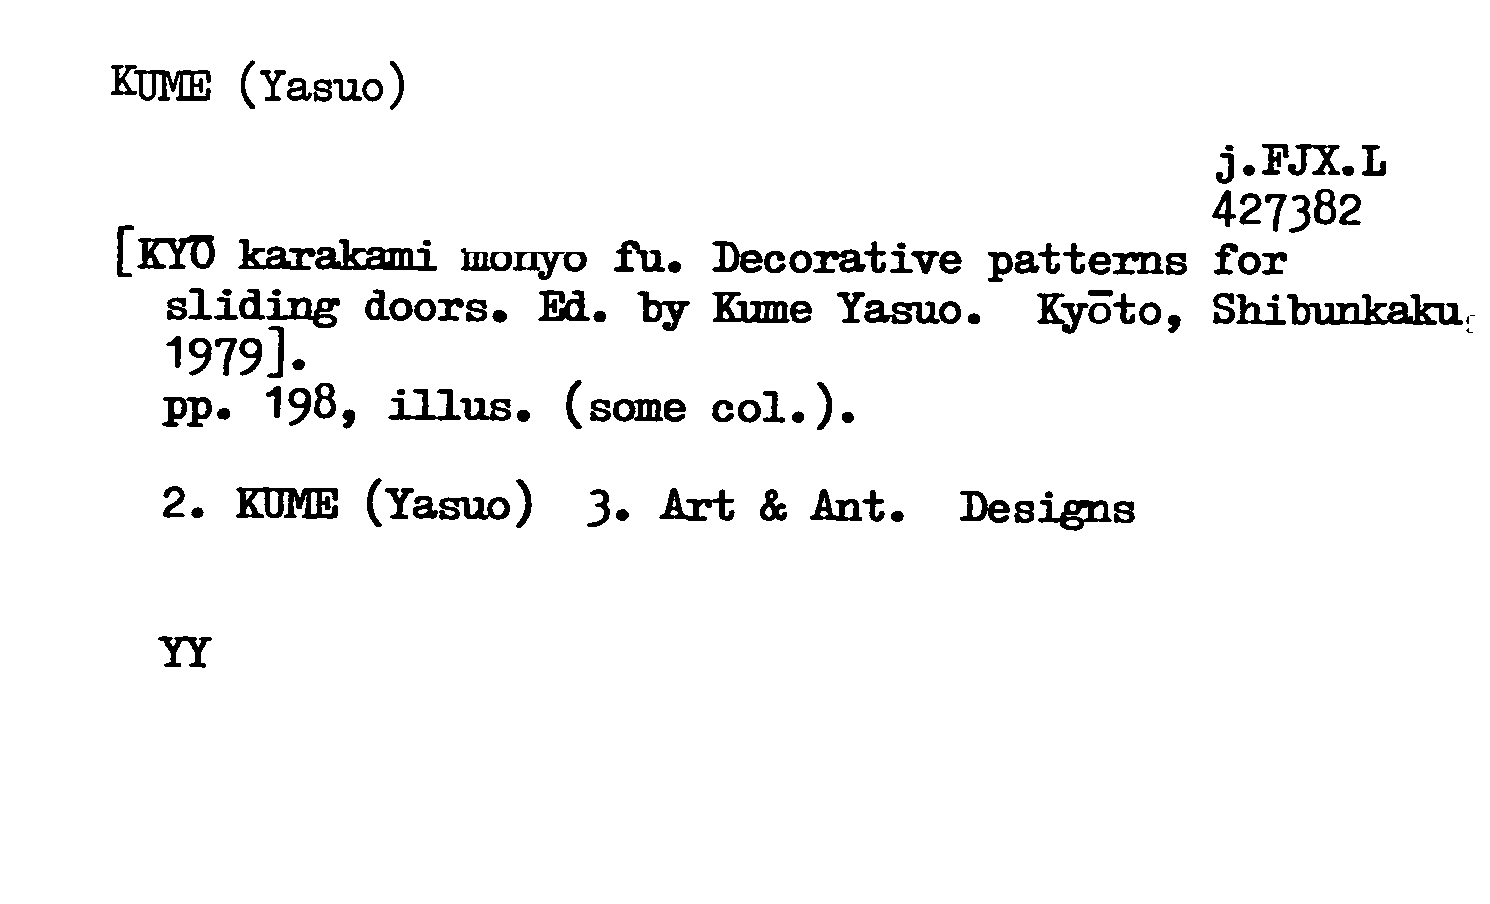 KUME (Yasuo)
j.FJX.L
427382
[KYŌ karakami monyo fu. Decorative patterns for
sliding doors. Ed. by Kume Yasuo. Kyōto, Shibunkaku,
1979].
pp. 198, illus. (some col.).
2. KUME (Yasuo) 3. Art & Ant. Designs
YY